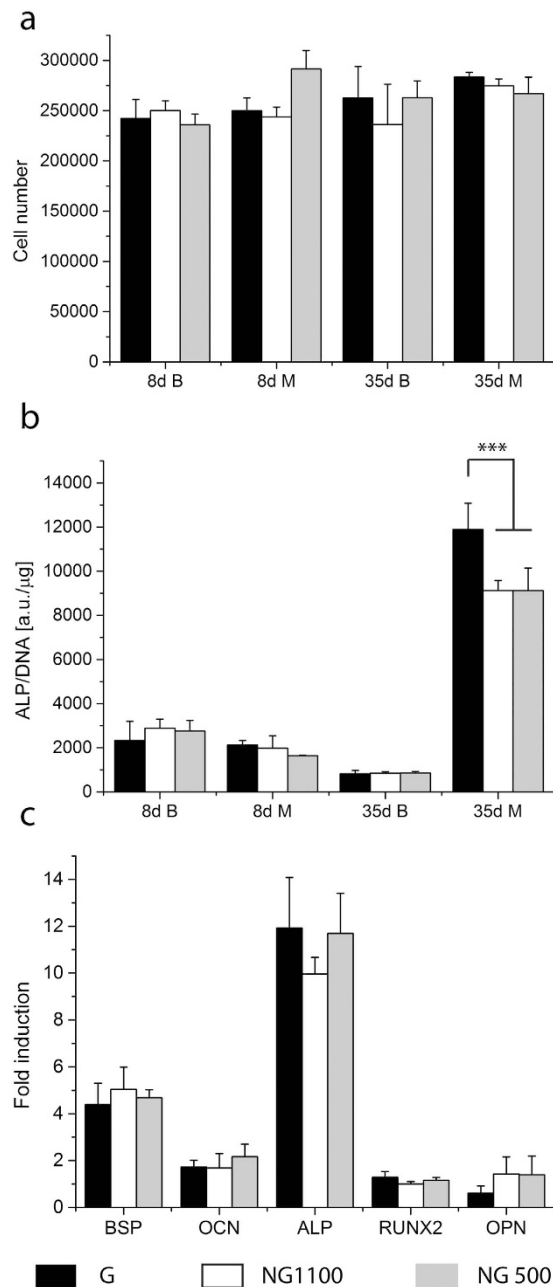 a
300000
250000
200000
150000
100000
50000
0
Cell number
8d B 8d M 35d B 35d M
b
***
14000
12000
10000
8000
6000
4000
2000
0
ALP/DNA [a.u./µg]
8d B 8d M 35d B 35d M
c
14
12
10
8
6
4
2
0
Fold induction
BSP OCN ALP RUNX2 OPN
G NG1100 NG 500